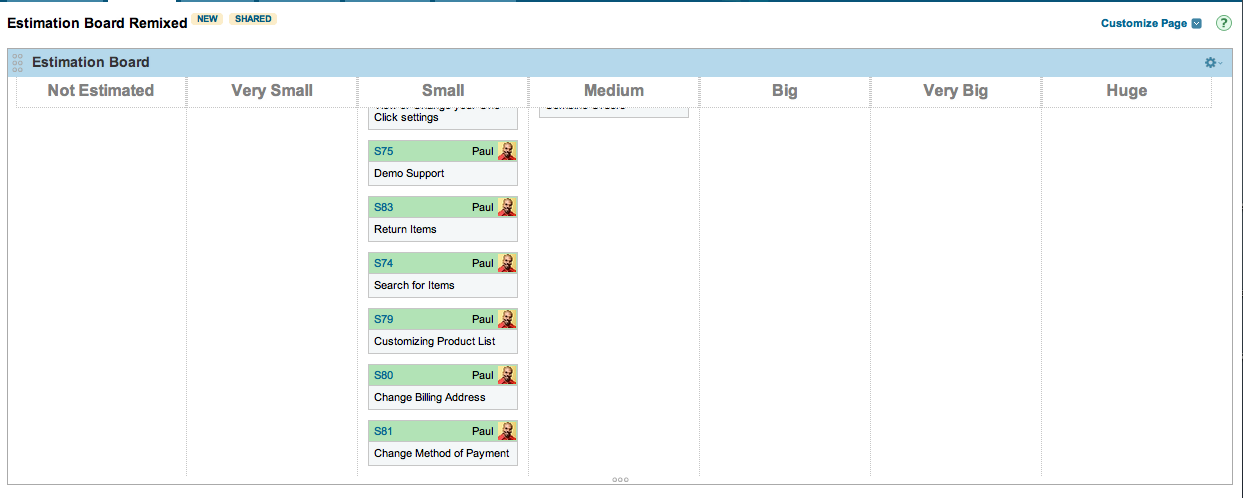 Estimation Board Remixed NEW SHARED
Customize Page
?
Estimation Board
Not Estimated Very Small Small Medium Big Very Big Huge
Click settings
S75 Paul
Demo Support
S83 Paul
Return Items
S74 Paul
Search for Items
S79 Paul
Customizing Product List
S80 Paul
Change Billing Address
S81 Paul
Change Method of Payment